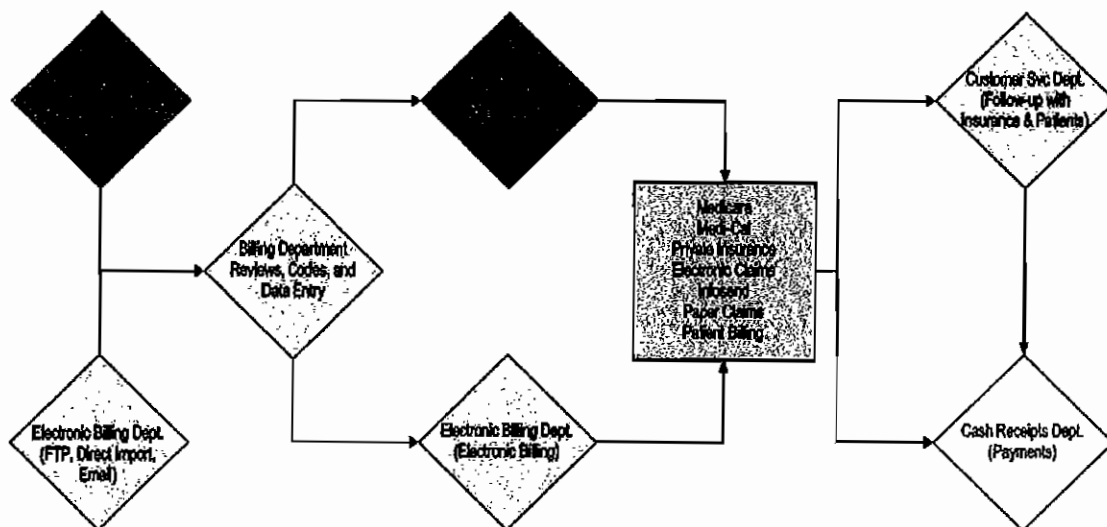 Customer Svc Dept.
(Follow-up with
Insurance & Patients)
Billing Department
Reviews, Codes, and
Data Entry
Medicare
Medi-Cal
Private Insurance
Electronic Claims
Infosend
Paper Claims
Patient Billing
Electronic Billing Dept.
(FTP, Direct Import,
Email)
Electronic Billing Dept.
(Electronic Billing)
Cash Receipts Dept.
(Payments)